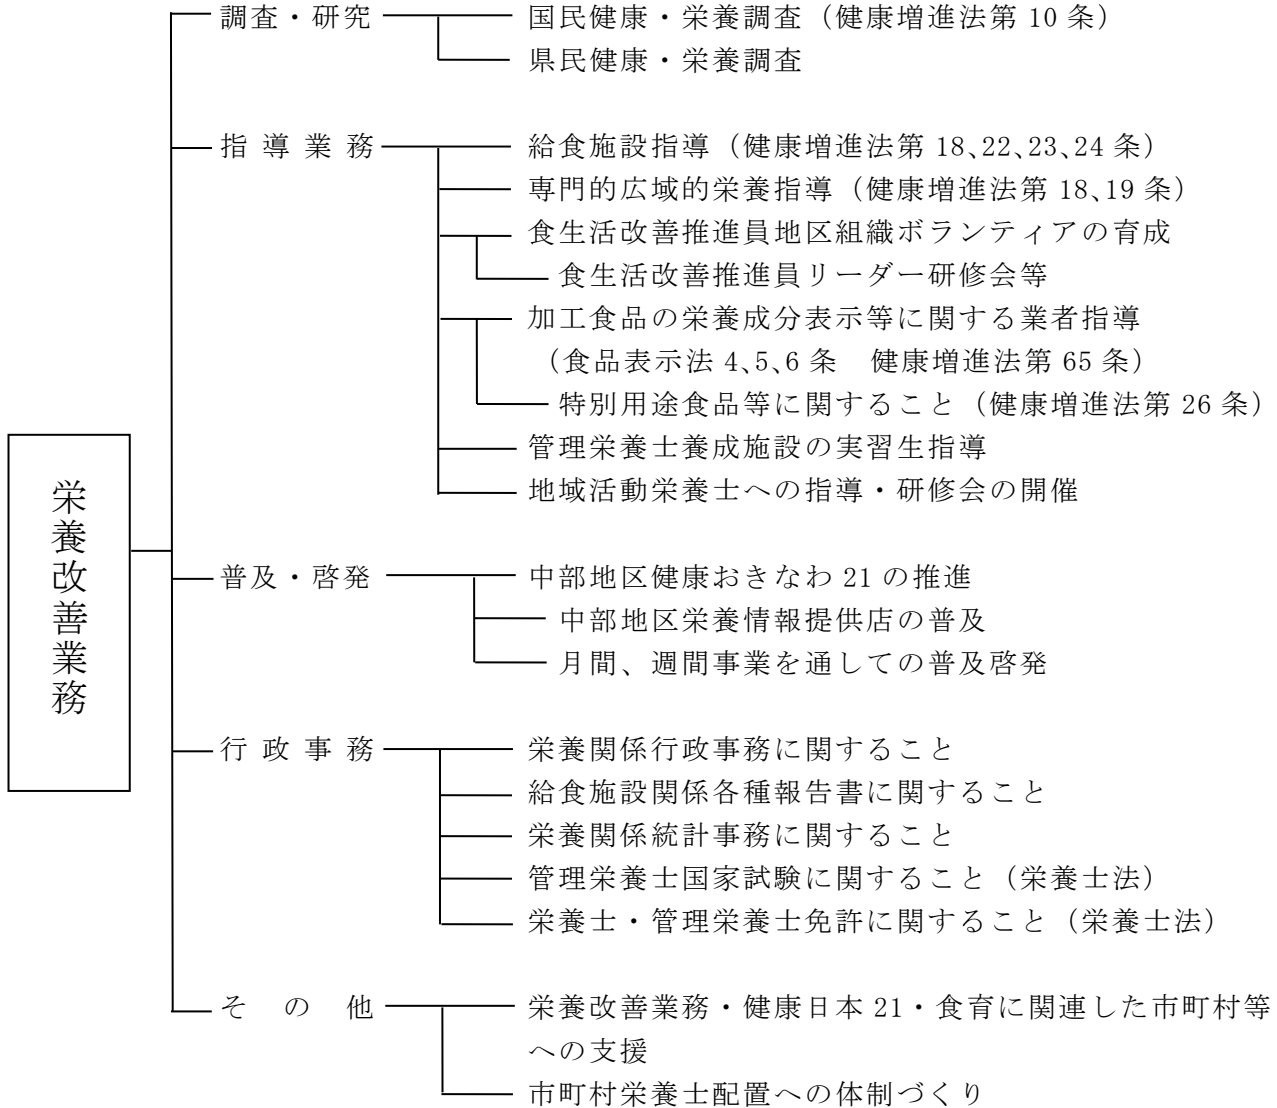 栄養改善業務
調査・研究
国民健康・栄養調査（健康増進法第 10 条）
県民健康・栄養調査
指導業務
給食施設指導（健康増進法第 18、22、23、24 条）
専門的広域的栄養指導（健康増進法第 18、19 条）
食生活改善推進員地区組織ボランティアの育成
食生活改善推進員リーダー研修会等
加工食品の栄養成分表示等に関する業者指導
（食品表示法 4、5、6 条　健康増進法第 65 条）
特別用途食品等に関すること（健康増進法第 26 条）
管理栄養士養成施設の実習生指導
地域活動栄養士への指導・研修会の開催
普及・啓発
中部地区健康おきなわ 21 の推進
中部地区栄養情報提供店の普及
月間、週間事業を通しての普及啓発
行政事務
栄養関係行政事務に関すること
給食施設関係各種報告書に関すること
栄養関係統計事務に関すること
管理栄養士国家試験に関すること（栄養士法）
栄養士・管理栄養士免許に関すること（栄養士法）
その他
栄養改善業務・健康日本 21・食育に関連した市町村等
への支援
市町村栄養士配置への体制づくり